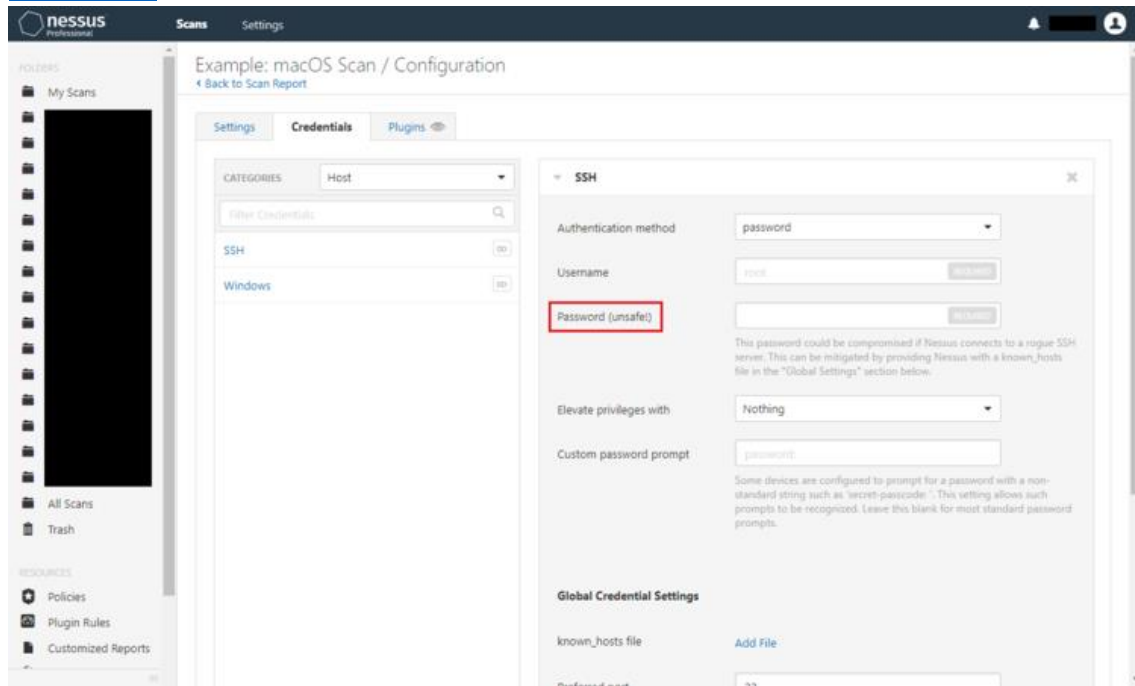 nessus
Professional
Scans
Settings
FOLDERS
My Scans
All Scans
Trash
RESOURCES
Policies
Plugin Rules
Customized Reports
Example: macOS Scan / Configuration
Back to Scan Report
Settings
Credentials
Plugins
CATEGORIES
Host
Filter Credentials
SSH
Windows
SSH
Authentication method
password
Username
root
REQUIRED
Password (unsafe!)
REQUIRED
This password could be compromised if Nessus connects to a rogue SSH
server. This can be mitigated by providing Nessus with a known_hosts
file in the "Global Settings" section below.
Elevate privileges with
Nothing
Custom password prompt
password:
Some devices are configured to prompt for a password with a non-
standard string such as 'secret-passcode: '. This setting allows such
prompts to be recognized. Leave this blank for most standard password
prompts.
Global Credential Settings
known_hosts file
Add File
Preferred port
22